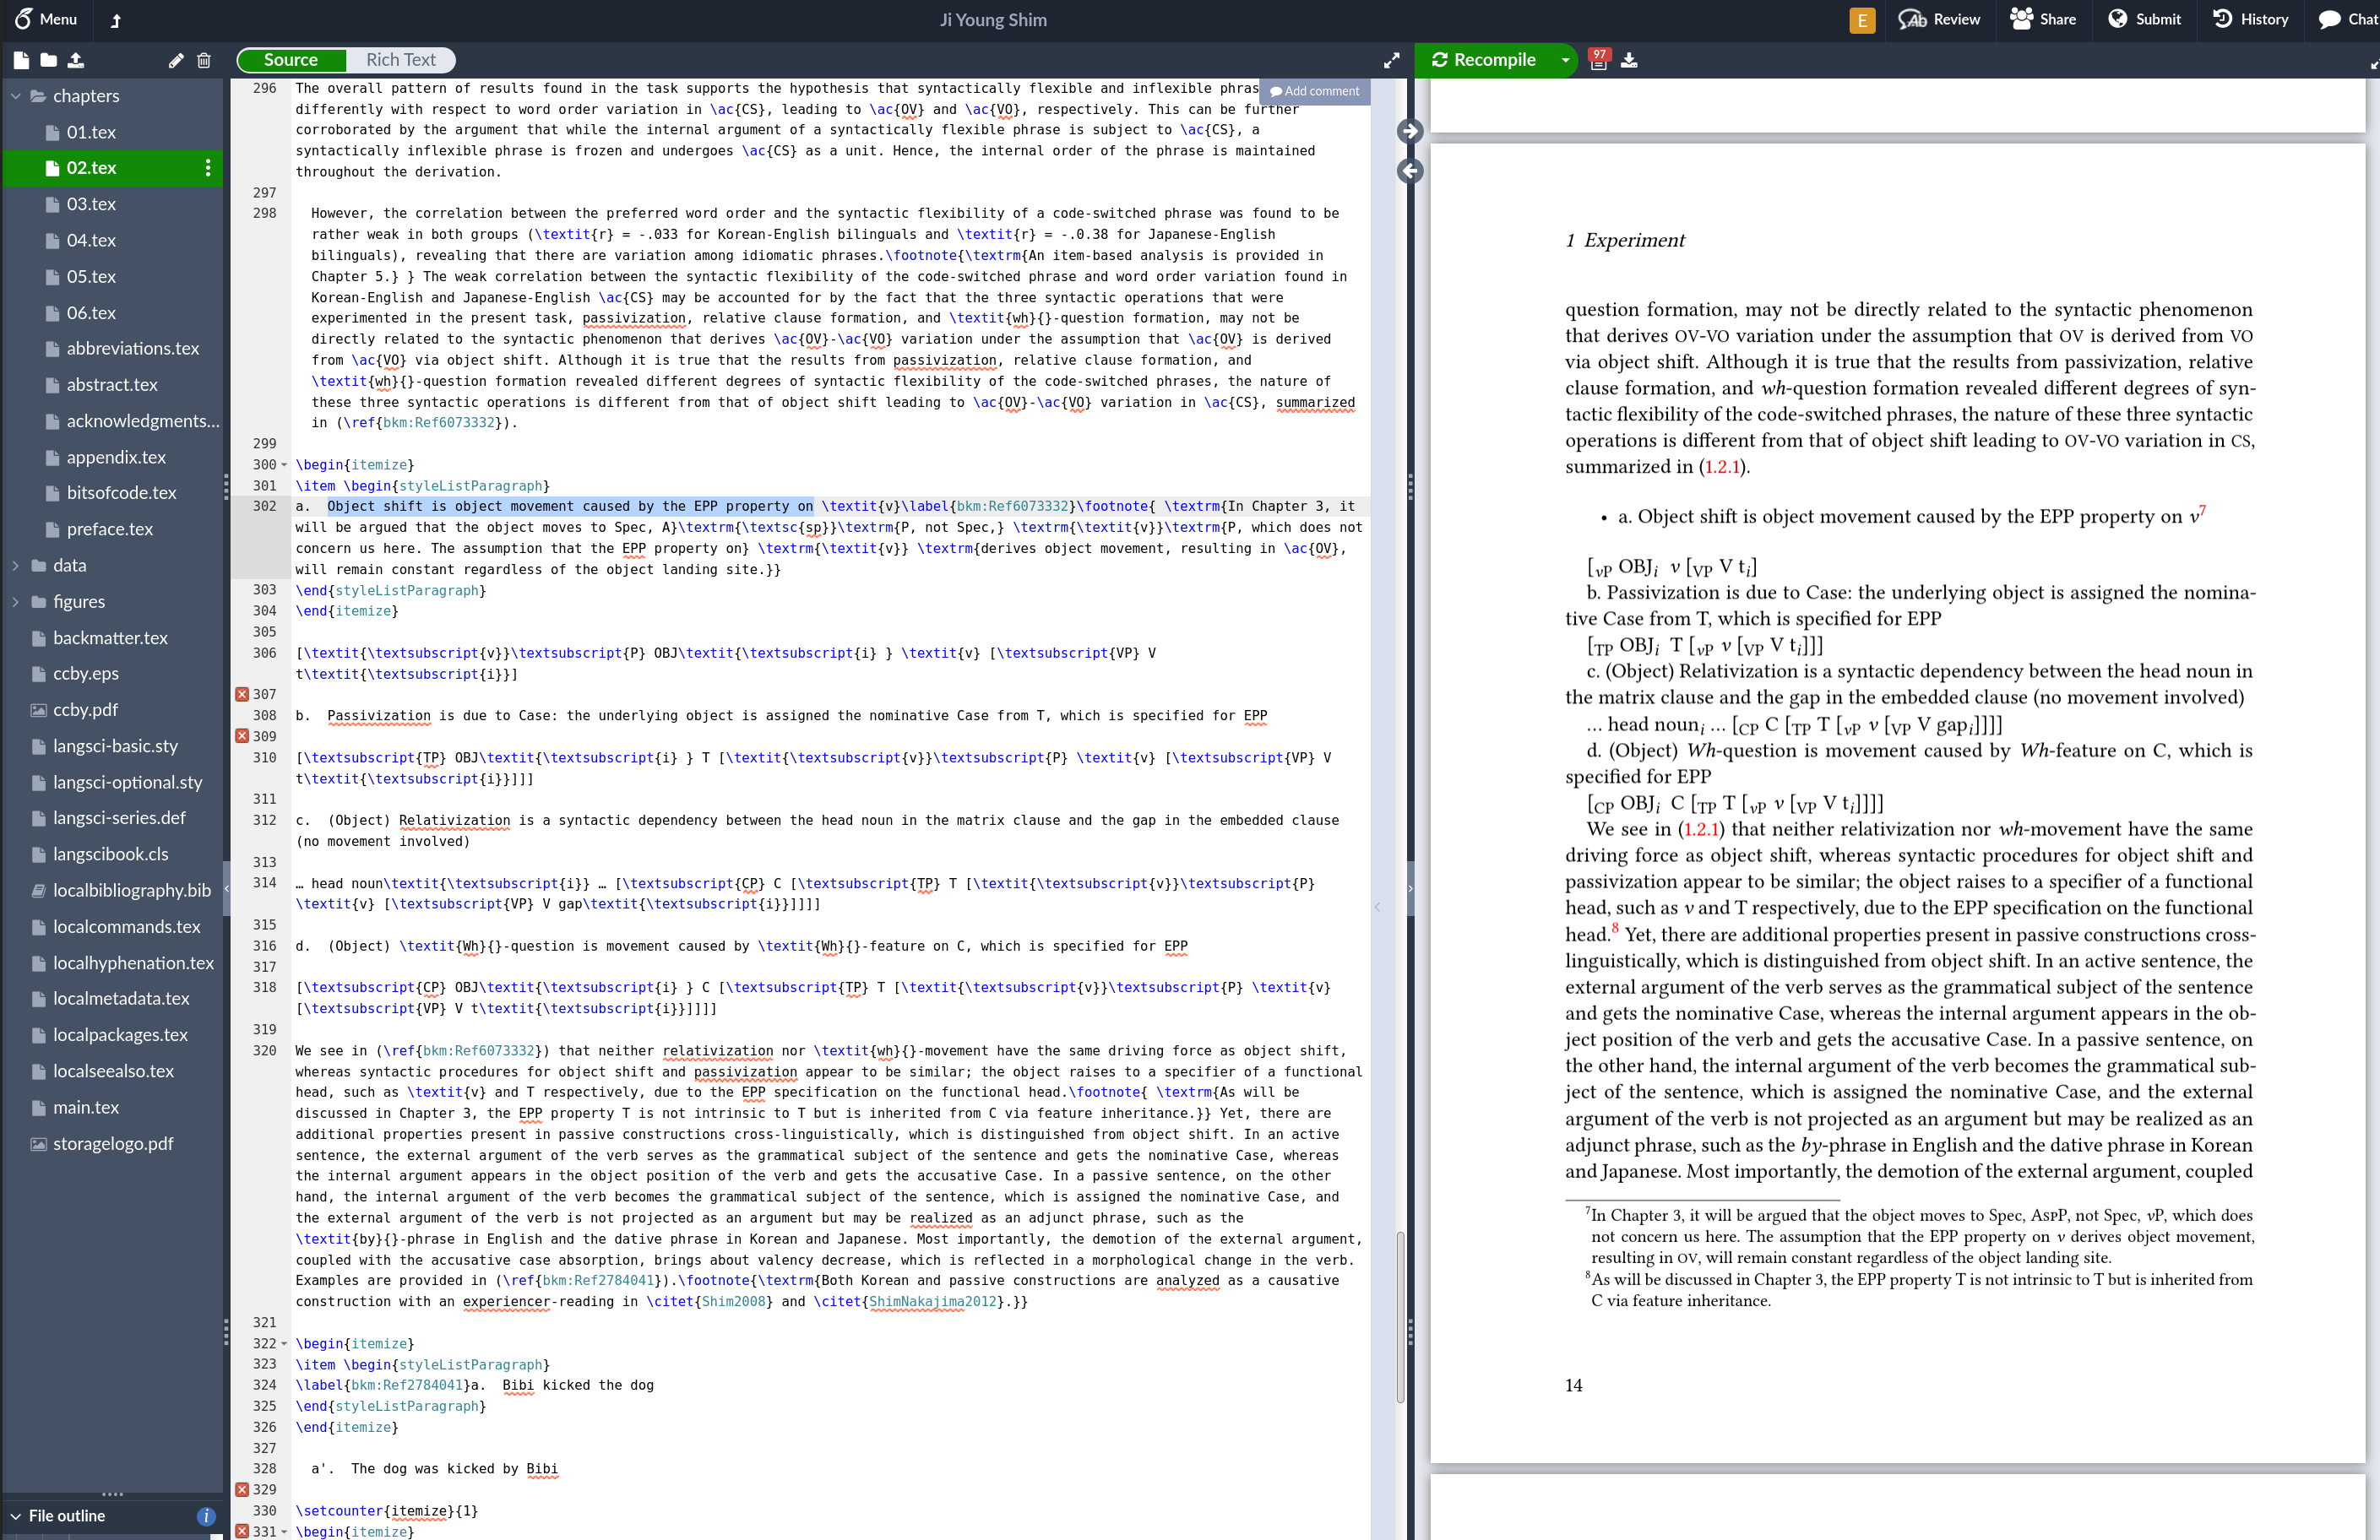 Menu
Ji Young Shim
E
Review
Share
Submit
History
Chat
Source
Rich Text
Recompile
97
chapters
01.tex
02.tex
03.tex
04.tex
05.tex
06.tex
abbreviations.tex
abstract.tex
acknowledgments...
appendix.tex
bitsofcode.tex
preface.tex
data
figures
backmatter.tex
ccby.eps
ccby.pdf
langsci-basic.sty
langsci-optional.sty
langsci-series.def
langscibook.cls
localbibliography.bib
localcommands.tex
localhyphenation.tex
localmetadata.tex
localpackages.tex
localseealso.tex
main.tex
storagelogo.pdf
File outline
i
Add comment
296 The overall pattern of results found in the task supports the hypothesis that syntactically flexible and inflexible phras
differently with respect to word order variation in \ac{CS}, leading to \ac{OV} and \ac{VO}, respectively. This can be further
corroborated by the argument that while the internal argument of a syntactically flexible phrase is subject to \ac{CS}, a
syntactically inflexible phrase is frozen and undergoes \ac{CS} as a unit. Hence, the internal order of the phrase is maintained
throughout the derivation.
297
298 However, the correlation between the preferred word order and the syntactic flexibility of a code-switched phrase was found to be
rather weak in both groups (\textit{r} = -.033 for Korean-English bilinguals and \textit{r} = -.0.38 for Japanese-English
bilinguals), revealing that there are variation among idiomatic phrases.\footnote{\textrm{An item-based analysis is provided in
Chapter 5.} } The weak correlation between the syntactic flexibility of the code-switched phrase and word order variation found in
Korean-English and Japanese-English \ac{CS} may be accounted for by the fact that the three syntactic operations that were
experimented in the present task, passivization, relative clause formation, and \textit{wh}{}-question formation, may not be
directly related to the syntactic phenomenon that derives \ac{OV}-\ac{VO} variation under the assumption that \ac{OV} is derived
from \ac{VO} via object shift. Although it is true that the results from passivization, relative clause formation, and
\textit{wh}{}-question formation revealed different degrees of syntactic flexibility of the code-switched phrases, the nature of
these three syntactic operations is different from that of object shift leading to \ac{OV}-\ac{VO} variation in \ac{CS}, summarized
in (\ref{bkm:Ref6073332}).
299
300 \begin{itemize}
301 \item \begin{styleListParagraph}
302 a.  Object shift is object movement caused by the EPP property on \textit{v}\label{bkm:Ref6073332}\footnote{ \textrm{In Chapter 3, it
will be argued that the object moves to Spec, A}\textrm{\textsc{sp}}\textrm{P, not Spec,} \textrm{\textit{v}}\textrm{P, which does not
concern us here. The assumption that the EPP property on} \textrm{\textit{v}} \textrm{derives object movement, resulting in \ac{OV},
will remain constant regardless of the object landing site.}}
303 \end{styleListParagraph}
304 \end{itemize}
305
306 [\textit{\textsubscript{v}}\textsubscript{P} OBJ\textit{\textsubscript{i} } \textit{v} [\textsubscript{VP} V
t\textit{\textsubscript{i}}]
307
308 b.  Passivization is due to Case: the underlying object is assigned the nominative Case from T, which is specified for EPP
309
310 [\textsubscript{TP} OBJ\textit{\textsubscript{i} } T [\textit{\textsubscript{v}}\textsubscript{P} \textit{v} [\textsubscript{VP} V
t\textit{\textsubscript{i}}]]]
311
312 c.  (Object) Relativization is a syntactic dependency between the head noun in the matrix clause and the gap in the embedded clause
(no movement involved)
313
314 … head noun\textit{\textsubscript{i}} … [\textsubscript{CP} C [\textsubscript{TP} T [\textit{\textsubscript{v}}\textsubscript{P}
\textit{v} [\textsubscript{VP} V gap\textit{\textsubscript{i}}]]]]
315
316 d.  (Object) \textit{Wh}{}-question is movement caused by \textit{Wh}{}-feature on C, which is specified for EPP
317
318 [\textsubscript{CP} OBJ\textit{\textsubscript{i} } C [\textsubscript{TP} T [\textit{\textsubscript{v}}\textsubscript{P} \textit{v}
[\textsubscript{VP} V t\textit{\textsubscript{i}}]]]]
319
320 We see in (\ref{bkm:Ref6073332}) that neither relativization nor \textit{wh}{}-movement have the same driving force as object shift,
whereas syntactic procedures for object shift and passivization appear to be similar; the object raises to a specifier of a functional
head, such as \textit{v} and T respectively, due to the EPP specification on the functional head.\footnote{ \textrm{As will be
discussed in Chapter 3, the EPP property T is not intrinsic to T but is inherited from C via feature inheritance.}} Yet, there are
additional properties present in passive constructions cross-linguistically, which is distinguished from object shift. In an active
sentence, the external argument of the verb serves as the grammatical subject of the sentence and gets the nominative Case, whereas
the internal argument appears in the object position of the verb and gets the accusative Case. In a passive sentence, on the other
hand, the internal argument of the verb becomes the grammatical subject of the sentence, which is assigned the nominative Case, and
the external argument of the verb is not projected as an argument but may be realized as an adjunct phrase, such as the
\textit{by}{}-phrase in English and the dative phrase in Korean and Japanese. Most importantly, the demotion of the external argument,
coupled with the accusative case absorption, brings about valency decrease, which is reflected in a morphological change in the verb.
Examples are provided in (\ref{bkm:Ref2784041}).\footnote{\textrm{Both Korean and passive constructions are analyzed as a causative
construction with an experiencer-reading in \citet{Shim2008} and \citet{ShimNakajima2012}.}}
321
322 \begin{itemize}
323 \item \begin{styleListParagraph}
324 \label{bkm:Ref2784041}a.  Bibi kicked the dog
325 \end{styleListParagraph}
326 \end{itemize}
327
328 a'.  The dog was kicked by Bibi
329
330 \setcounter{itemize}{1}
331 \begin{itemize}
1 Experiment
question formation, may not be directly related to the syntactic phenomenon
that derives OV-VO variation under the assumption that OV is derived from VO
via object shift. Although it is true that the results from passivization, relative
clause formation, and wh-question formation revealed different degrees of syn-
tactic flexibility of the code-switched phrases, the nature of these three syntactic
operations is different from that of object shift leading to OV-VO variation in CS,
summarized in (1.2.1).
• a. Object shift is object movement caused by the EPP property on v7
[vP OBJi v [VP V ti]
b. Passivization is due to Case: the underlying object is assigned the nomina-
tive Case from T, which is specified for EPP
[TP OBJi T [vP v [VP V ti]]]
c. (Object) Relativization is a syntactic dependency between the head noun in
the matrix clause and the gap in the embedded clause (no movement involved)
… head nouni … [CP C [TP T [vP v [VP V gapi]]]]
d. (Object) Wh-question is movement caused by Wh-feature on C, which is
specified for EPP
[CP OBJi C [TP T [vP v [VP V ti]]]]
We see in (1.2.1) that neither relativization nor wh-movement have the same
driving force as object shift, whereas syntactic procedures for object shift and
passivization appear to be similar; the object raises to a specifier of a functional
head, such as v and T respectively, due to the EPP specification on the functional
head.8 Yet, there are additional properties present in passive constructions cross-
linguistically, which is distinguished from object shift. In an active sentence, the
external argument of the verb serves as the grammatical subject of the sentence
and gets the nominative Case, whereas the internal argument appears in the ob-
ject position of the verb and gets the accusative Case. In a passive sentence, on
the other hand, the internal argument of the verb becomes the grammatical sub-
ject of the sentence, which is assigned the nominative Case, and the external
argument of the verb is not projected as an argument but may be realized as an
adjunct phrase, such as the by-phrase in English and the dative phrase in Korean
and Japanese. Most importantly, the demotion of the external argument, coupled
7In Chapter 3, it will be argued that the object moves to Spec, AspP, not Spec, vP, which does
not concern us here. The assumption that the EPP property on v derives object movement,
resulting in OV, will remain constant regardless of the object landing site.
8As will be discussed in Chapter 3, the EPP property T is not intrinsic to T but is inherited from
C via feature inheritance.
14